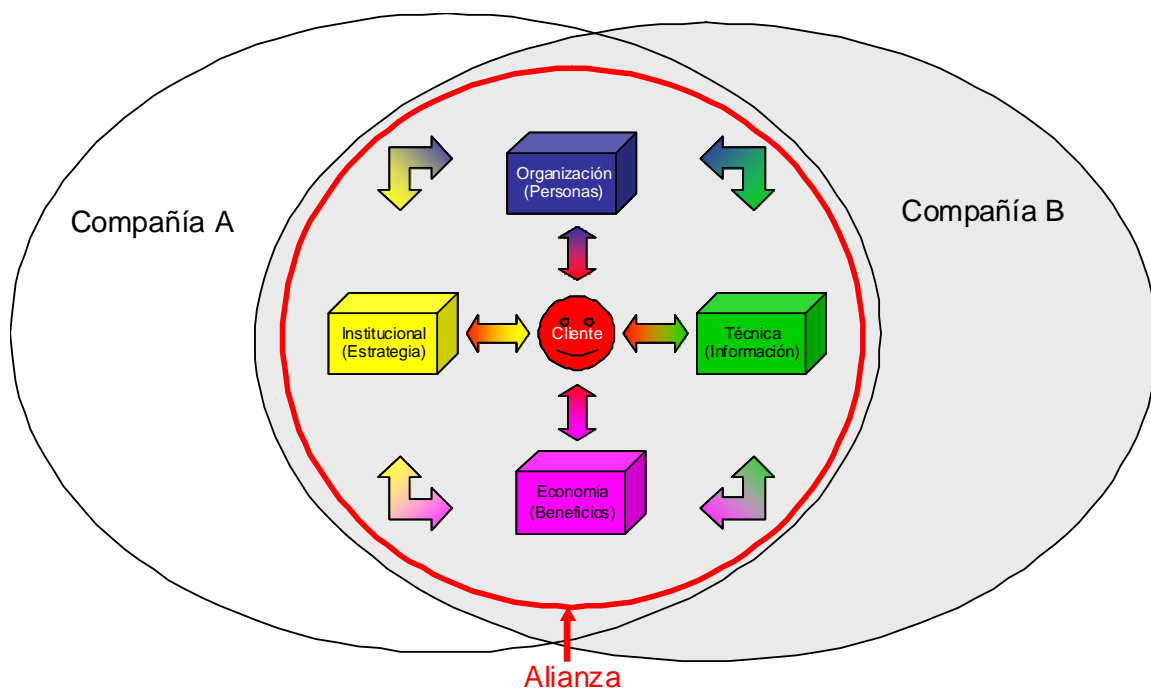 Organización
(Personas)
Compañía A
Compañía B
Institucional
(Estrategia)
Cliente
Técnica
(Información)
Economía
(Beneficios)
Alianza